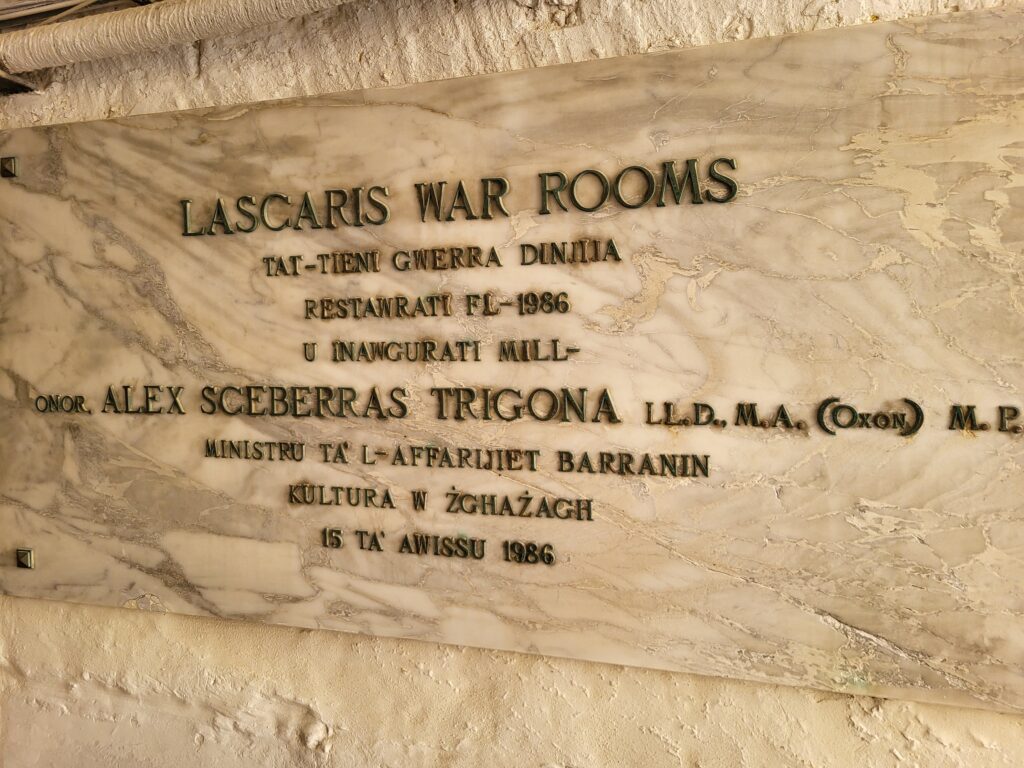 LASCARIS WAR ROOMS
TAT-TIENI GWERRA DINJIJA
RESTAWRATI FL-1986
U INAWGURATI MILL-
ONOR. ALEX SCEBERRAS TRIGONA LL.D., M.A. (OXON) M.P.
MINISTRU TA' L-AFFARIJIET BARRANIN
KULTURA W ŻGHAŻAGH
15 TA' AWISSU 1986